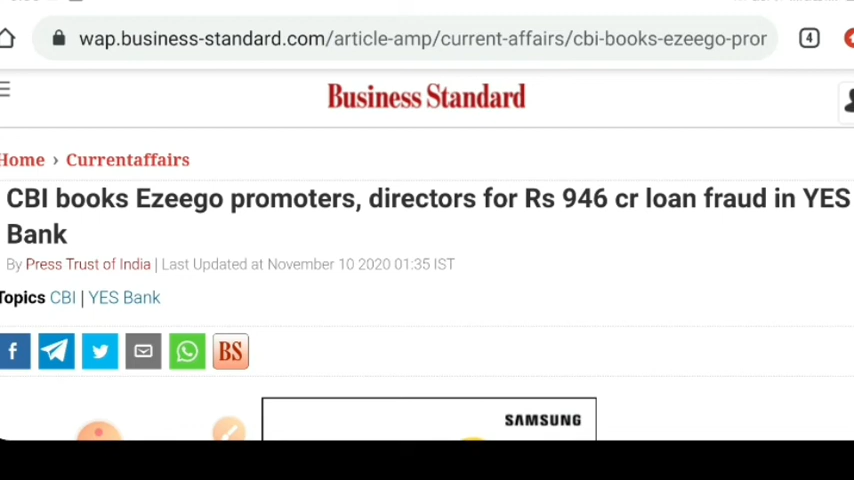 wap.business-standard.com/article-amp/current-affairs/cbi-books-ezeego-pror
4
Business Standard
Home › Currentaffairs
CBI books Ezeego promoters, directors for Rs 946 cr loan fraud in YES
Bank
By Press Trust of India | Last Updated at November 10 2020 01:35 IST
Topics CBI | YES Bank
f
BS
SAMSUNG